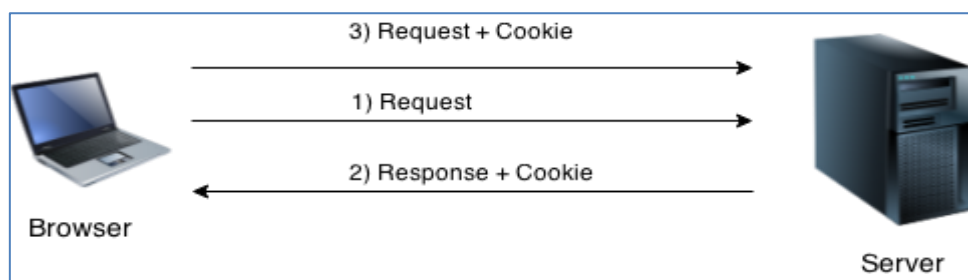 3) Request + Cookie
1) Request
2) Response + Cookie
Browser
Server